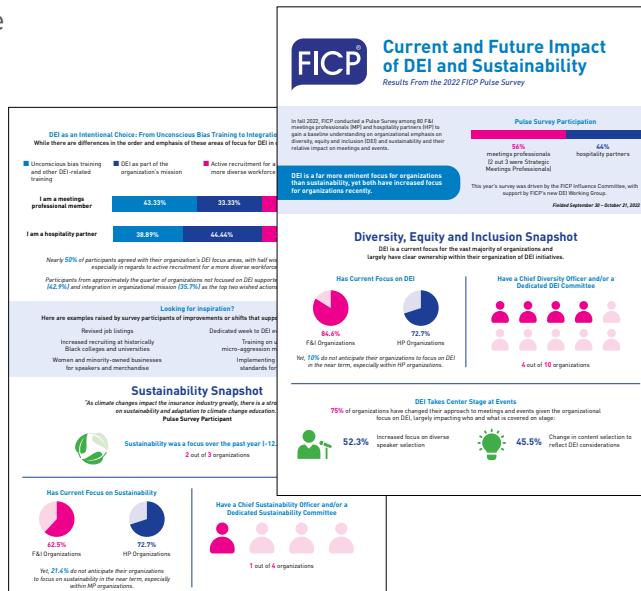 e
FICP®
Current and Future Impact
of DEI and Sustainability
Results From the 2022 FICP Pulse Survey
In fall 2022, FICP conducted a Pulse Survey among 80 F&I
meetings professionals (MP) and hospitality partners (HP) to
gain a baseline understanding on organizational emphasis on
diversity, equity and inclusion (DEI) and sustainability and their
relative impact on meetings and events.
DEI is a far more eminent focus for organizations
than sustainability, yet both have increased focus
for organizations recently.
Pulse Survey Participation
56%
meetings professionals
(2 out 3 were Strategic
Meetings Professionals)
44%
hospitality partners
This year's survey was driven by the FICP Influence Committee, with
support by FICP's new DEI Working Group.
Fielded September 30 – October 21, 2022
Diversity, Equity and Inclusion Snapshot
DEI is a current focus for the vast majority of organizations and
largely have clear ownership within their organization of DEI initiatives.
Has Current Focus on DEI
84.6%
F&I Organizations
72.7%
HP Organizations
Yet, 10% do not anticipate their organizations to focus on DEI
in the near term, especially within HP organizations.
Have a Chief Diversity Officer and/or a
Dedicated DEI Committee
4 out of 10 organizations
DEI Takes Center Stage at Events
75% of organizations have changed their approach to meetings and events given the organizational
focus on DEI, largely impacting who and what is covered on stage:
52.3%
Increased focus on diverse
speaker selection
45.5%
Change in content selection to
reflect DEI considerations
DEI as an Intentional Choice: From Unconscious Bias Training to Integratio
While there are differences in the order and emphasis of these areas of focus for DEI in
Unconscious bias training
and other DEI-related
training
DEI as part of the
organization's mission
Active recruitment for a
more diverse workforce
I am a meetings
professional member
43.33%
33.33%
I am a hospitality partner
38.89%
44.44%
Nearly 50% of participants agreed with their organization's DEI focus areas, with half wis
especially in regards to active recruitment for a more diverse workforce
Participants from approximately the quarter of organizations not focused on DEI supporte
(42.9%) and integration in organizational mission (35.7%) as the top two wished actions
Looking for inspiration?
Here are examples raised by survey participants of improvements or shifts that suppo
Revised job listings
Increased recruiting at historically
Black colleges and universities
Women and minority-owned businesses
for speakers and merchandise
Dedicated week to DEI e
Training on u
micro-aggression m
Implementing
standards for
Sustainability Snapshot
"As climate changes impact the insurance industry greatly, there is a stro
on sustainability and adaptation to climate change education.
Pulse Survey Participant
Sustainability was a focus over the past year (~12
2 out of 3 organizations
Has Current Focus on Sustainability
62.5%
F&I Organizations
72.7%
HP Organizations
Yet, 21.4% do not anticipate their organizations
to focus on sustainability in the near term, especially
within MP organizations.
Have a Chief Sustainability Officer and/or a
Dedicated Sustainability Committee
1 out of 4 organizations